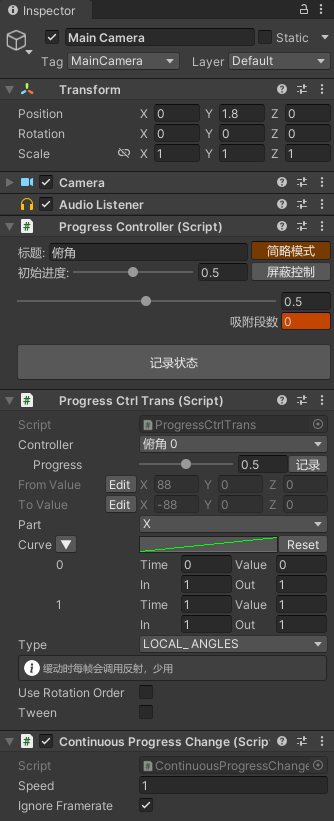 Inspector
Main Camera Static
Tag MainCamera Layer Default
Transform
Position X 0 Y 1.8 Z 0
Rotation X 0 Y 0 Z 0
Scale X 1 Y 1 Z 1
Camera
Audio Listener
Progress Controller (Script)
标题: 俯角 简略模式
初始进度: 0.5 屏蔽控制
0.5
吸附段数 0
记录状态
Progress Ctrl Trans (Script)
Script ProgressCtrlTrans
Controller 俯角 0
Progress 0.5 记录
From Value Edit X 88 Y 0 Z 0
To Value Edit X -88 Y 0 Z 0
Part X
Curve Reset
0 Time 0 Value 0
In 1 Out 1
1 Time 1 Value 1
In 1 Out 1
Type LOCAL_ANGLES
缓动时每帧会调用反射，少用
Use Rotation Order
Tween
Continuous Progress Change (Scrip
Script ContinuousProgressChange
Speed 1
Ignore Framerate